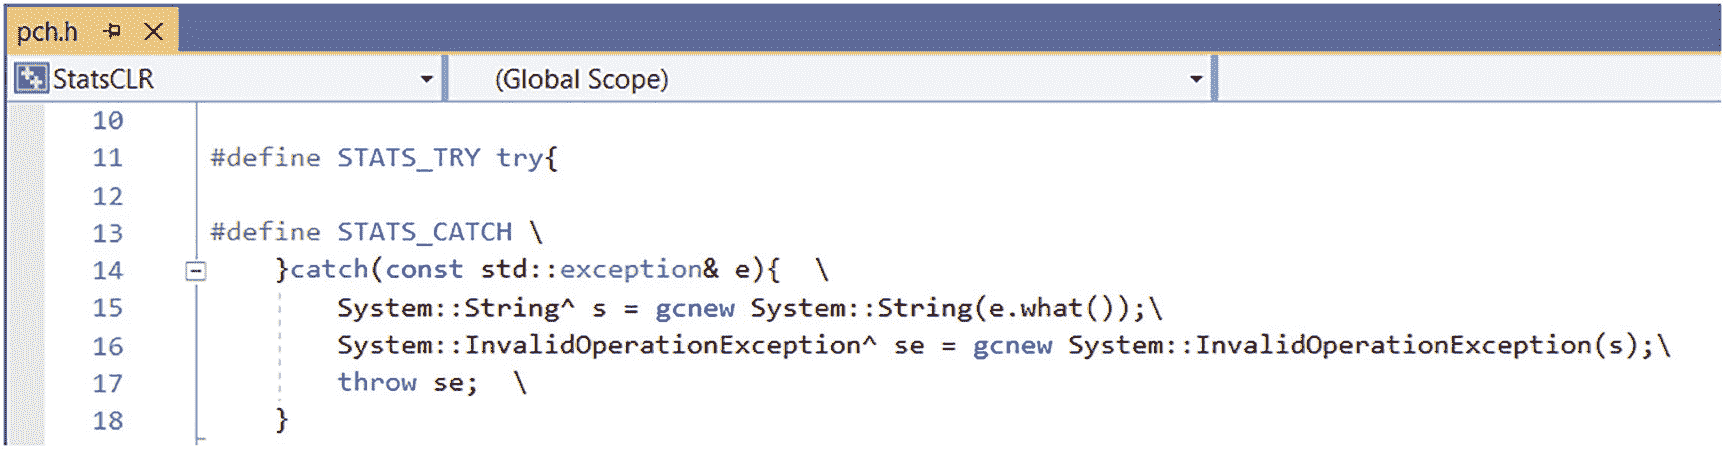 pch.h
StatsCLR (Global Scope)
10
11 #define STATS_TRY try{
12
13 #define STATS_CATCH \
14 }catch(const std::exception& e){ \
15 System::String^ s = gcnew System::String(e.what());\
16 System::InvalidOperationException^ se = gcnew System::InvalidOperationException(s);\
17 throw se; \
18 }